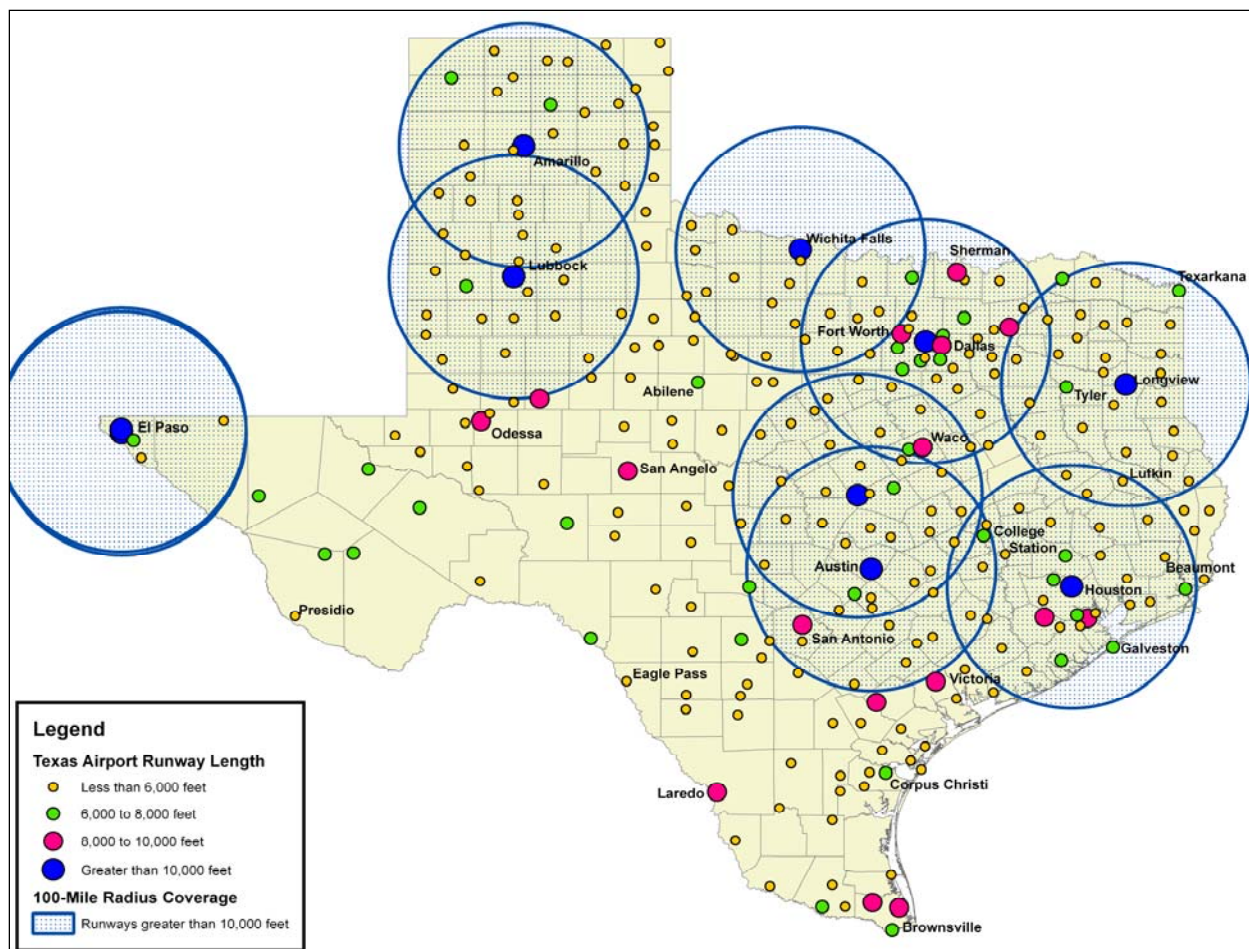 Amarillo
Lubbock
Wichita Falls
Sherman
Texarkana
Fort Worth
Dallas
Longview
Tyler
Abilene
El Paso
Odessa
Waco
San Angelo
Lufkin
College
Station
Austin
Beaumont
Houston
Presidio
San Antonio
Galveston
Eagle Pass
Victoria
Laredo
Corpus Christi
Brownsville
Legend
Texas Airport Runway Length
Less than 6,000 feet
6,000 to 8,000 feet
8,000 to 10,000 feet
Greater than 10,000 feet
100-Mile Radius Coverage
Runways greater than 10,000 feet